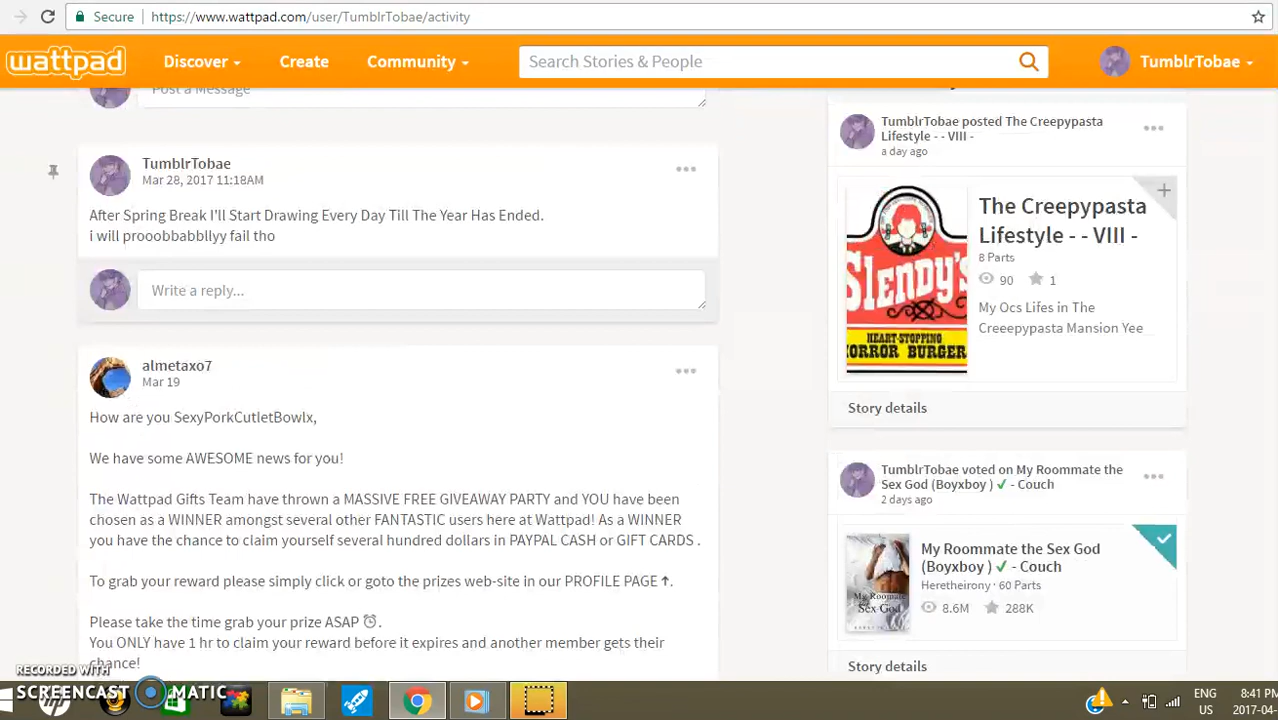 Secure
https://www.wattpad.com/user/TumblrTobae/activity
wattpad
Discover
Create
Community
Search Stories & People
TumblrTobae
Post a Message
TumblrTobae
Mar 28, 2017 11:18AM
After Spring Break I'll Start Drawing Every Day Till The Year Has Ended.
i will prooobbabbllyy fail tho
Write a reply...
almetaxo7
Mar 19
How are you SexyPorkCutletBowlx,
We have some AWESOME news for you!
The Wattpad Gifts Team have thrown a MASSIVE FREE GIVEAWAY PARTY and YOU have been
chosen as a WINNER amongst several other FANTASTIC users here at Wattpad! As a WINNER
you have the chance to claim yourself several hundred dollars in PAYPAL CASH or GIFT CARDS .
To grab your reward please simply click or goto the prizes web-site in our PROFILE PAGE ↑.
Please take the time grab your prize ASAP ⏰.
You ONLY have 1 hr to claim your reward before it expires and another member gets their
chance!
TumblrTobae posted The Creepypasta
Lifestyle - - VIII -
a day ago
Slendy's
HEART-STOPPING
HORROR BURGER
The Creepypasta
Lifestyle - - VIII -
8 Parts
90
1
My Ocs Lifes in The
Creeepypasta Mansion Yee
Story details
TumblrTobae voted on My Roommate the
Sex God (Boyxboy ) ✓ - Couch
2 days ago
My Roommate the Sex God
(Boyxboy ) ✓ - Couch
Heretheirony · 60 Parts
8.6M
288K
Story details
RECORDED WITH
SCREENCAST MATIC
hp
ENG
US
8:41 PM
2017-04-